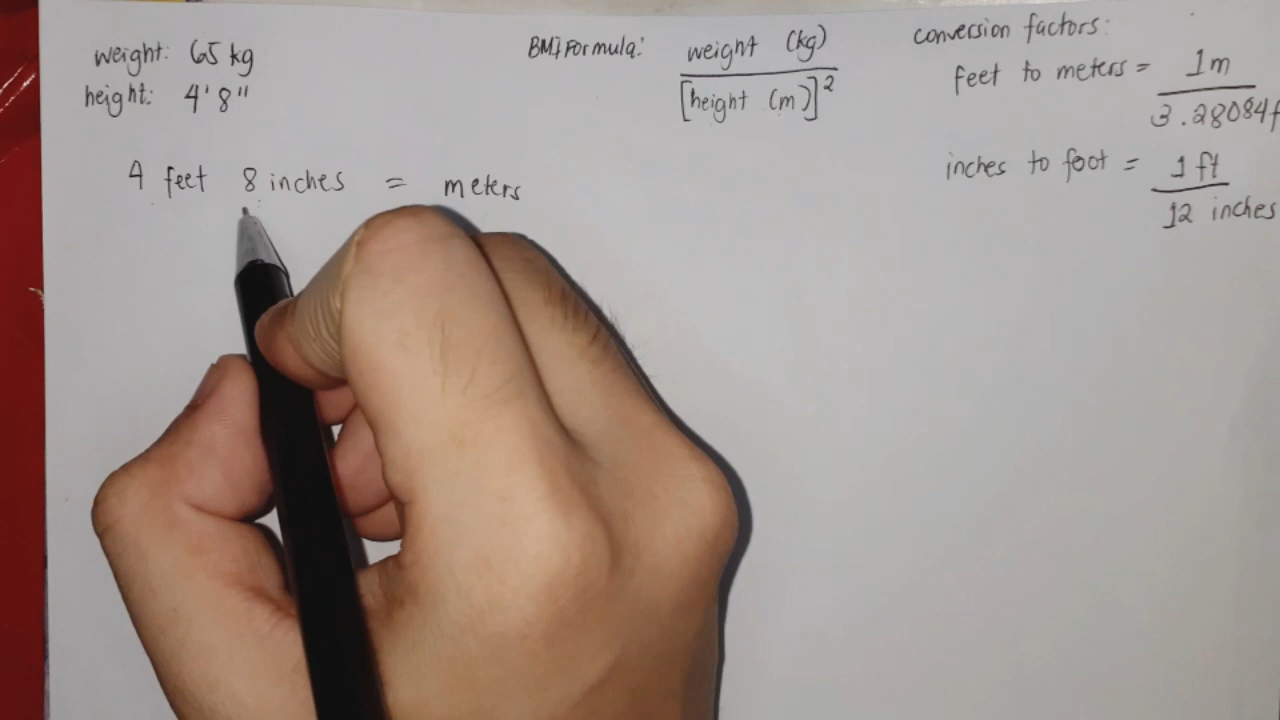 weight: 65 kg
height: 4'8"
BMI Formula: weight (kg)
[height (m)]²
conversion factors:
feet to meters = 1m
3.28084f
inches to foot = 1 ft
12 inches
4 feet 8 inches = meters